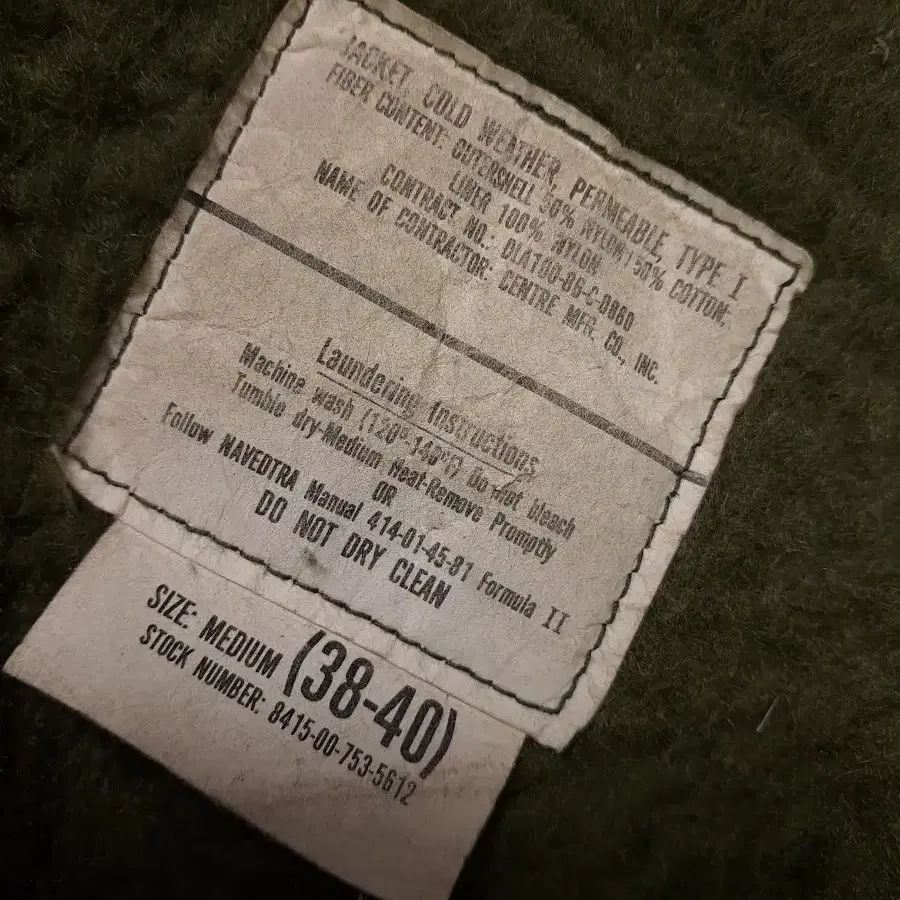 JACKET, COLD WEATHER, PERMEABLE, TYPE I
FIBER CONTENT: OUTERSHELL 50% NYLON/50% COTTON;
LINER 100% NYLON
CONTRACT NO.: DLA100-86-C-0860
NAME OF CONTRACTOR: CENTRE MFR. CO., INC.
Laundering Instructions
Machine wash (120°-140°F) Do not bleach
Tumble dry-Medium Heat-Remove Promptly
OR
Follow NAVEDTRA Manual 414-01-45-81 Formula II
DO NOT DRY CLEAN
SIZE: MEDIUM (38-40)
STOCK NUMBER: 8415-00-753-5612